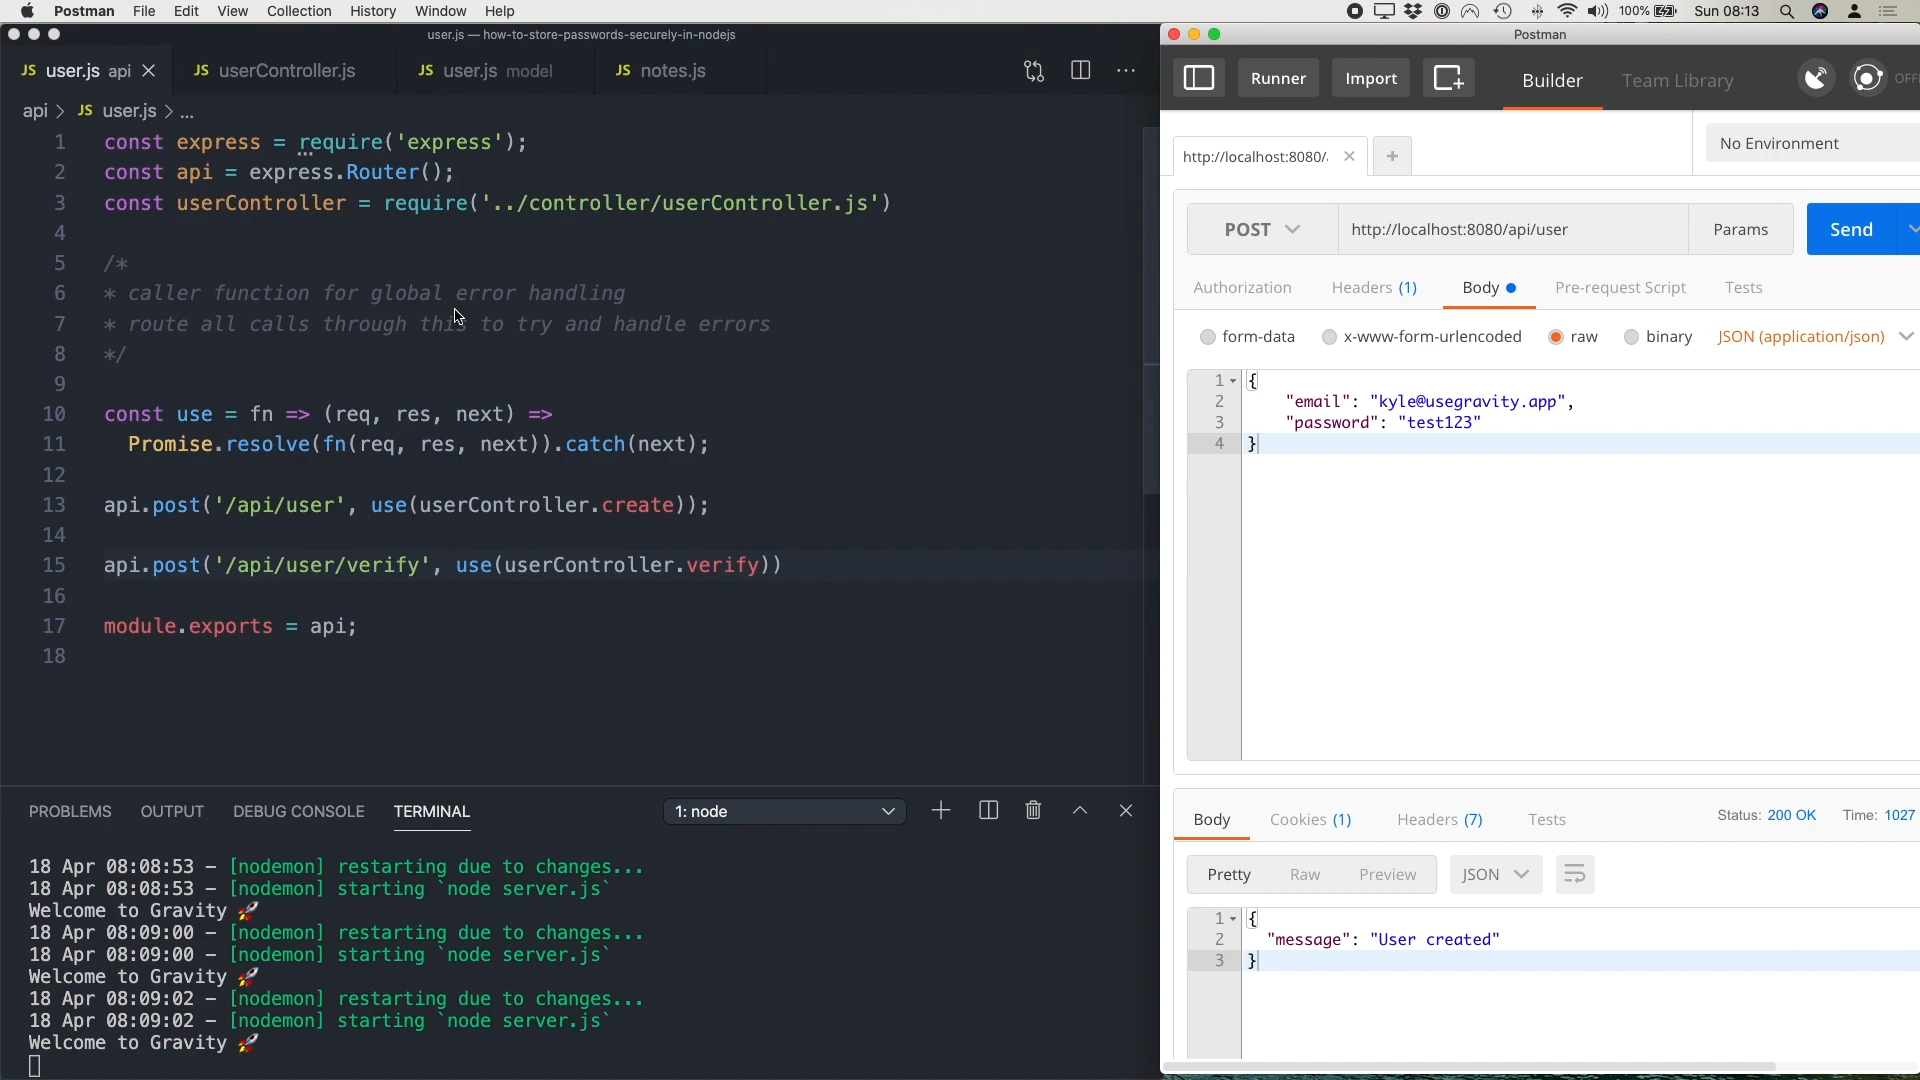 Postman File Edit View Collection History Window Help 100% Sun 08:13
user.js — how-to-store-passwords-securely-in-nodejs
JS user.js api JS userController.js JS user.js model JS notes.js
api > JS user.js > ...
1 const express = require('express');
2 const api = express.Router();
3 const userController = require('../controller/userController.js')
4
5 /*
6 * caller function for global error handling
7 * route all calls through this to try and handle errors
8 */
9
10 const use = fn => (req, res, next) =>
11 Promise.resolve(fn(req, res, next)).catch(next);
12
13 api.post('/api/user', use(userController.create));
14
15 api.post('/api/user/verify', use(userController.verify))
16
17 module.exports = api;
18
PROBLEMS OUTPUT DEBUG CONSOLE TERMINAL 1: node
18 Apr 08:08:53 – [nodemon] restarting due to changes...
18 Apr 08:08:53 – [nodemon] starting `node server.js`
Welcome to Gravity 🚀
18 Apr 08:09:00 – [nodemon] restarting due to changes...
18 Apr 08:09:00 – [nodemon] starting `node server.js`
Welcome to Gravity 🚀
18 Apr 08:09:02 – [nodemon] restarting due to changes...
18 Apr 08:09:02 – [nodemon] starting `node server.js`
Welcome to Gravity 🚀
Postman
Runner Import Builder Team Library OFF
http://localhost:8080/ No Environment
POST http://localhost:8080/api/user Params Send
Authorization Headers (1) Body Pre-request Script Tests
form-data x-www-form-urlencoded raw binary JSON (application/json)
1 {
2 "email": "kyle@usegravity.app",
3 "password": "test123"
4 }
Body Cookies (1) Headers (7) Tests Status: 200 OK Time: 1027
Pretty Raw Preview JSON
1 {
2 "message": "User created"
3 }